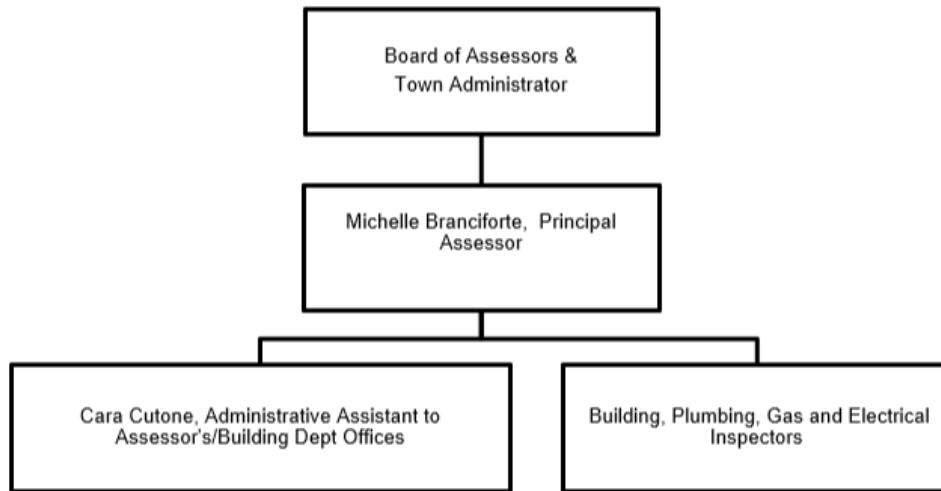 Board of Assessors &
Town Administrator
Michelle Branciforte,  Principal
Assessor
Cara Cutone, Administrative Assistant to
Assessor's/Building Dept Offices
Building, Plumbing, Gas and Electrical
Inspectors